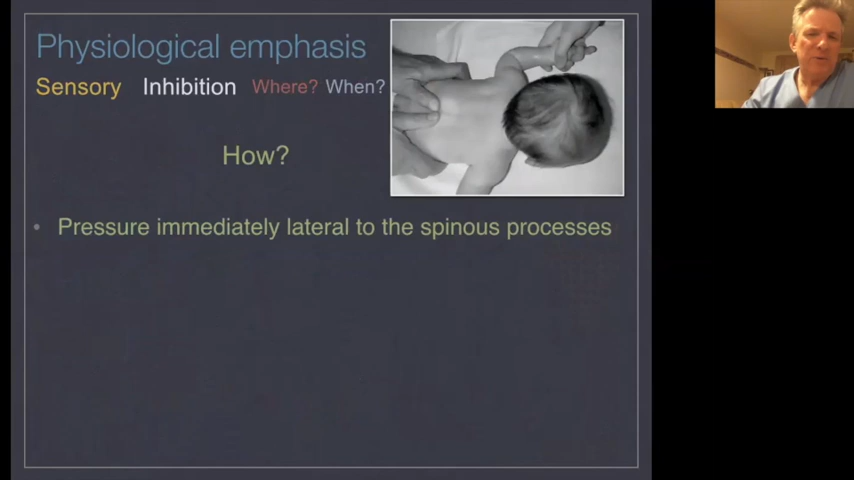 Physiological emphasis
Sensory Inhibition Where? When?
How?
• Pressure immediately lateral to the spinous processes